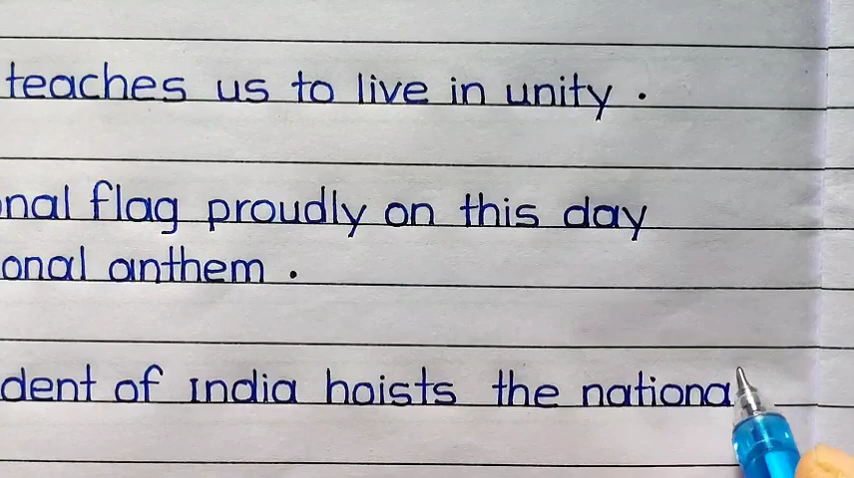 teaches us to live in unity .
onal flag proudly on this day
onal anthem .
dent of India hoists the nationa